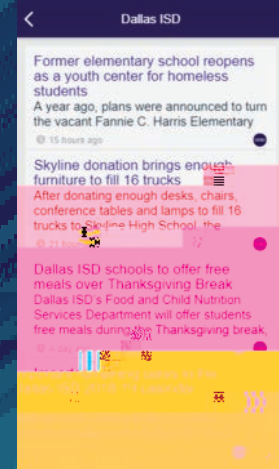 Dallas ISD
Former elementary school reopens
as a youth center for homeless
students
A year ago, plans were announced to turn
the vacant Fannie C. Harris Elementary
15 hours ago
Skyline donation brings enough
furniture to fill 16 trucks
After donating enough desks, chairs,
conference tables and lamps to fill 16
trucks to Skyline High School, the
21 hours
Dallas ISD schools to offer free
meals over Thanksgiving Break
Dallas ISD's Food and Child Nutrition
Services Department will offer students
free meals during the Thanksgiving break,